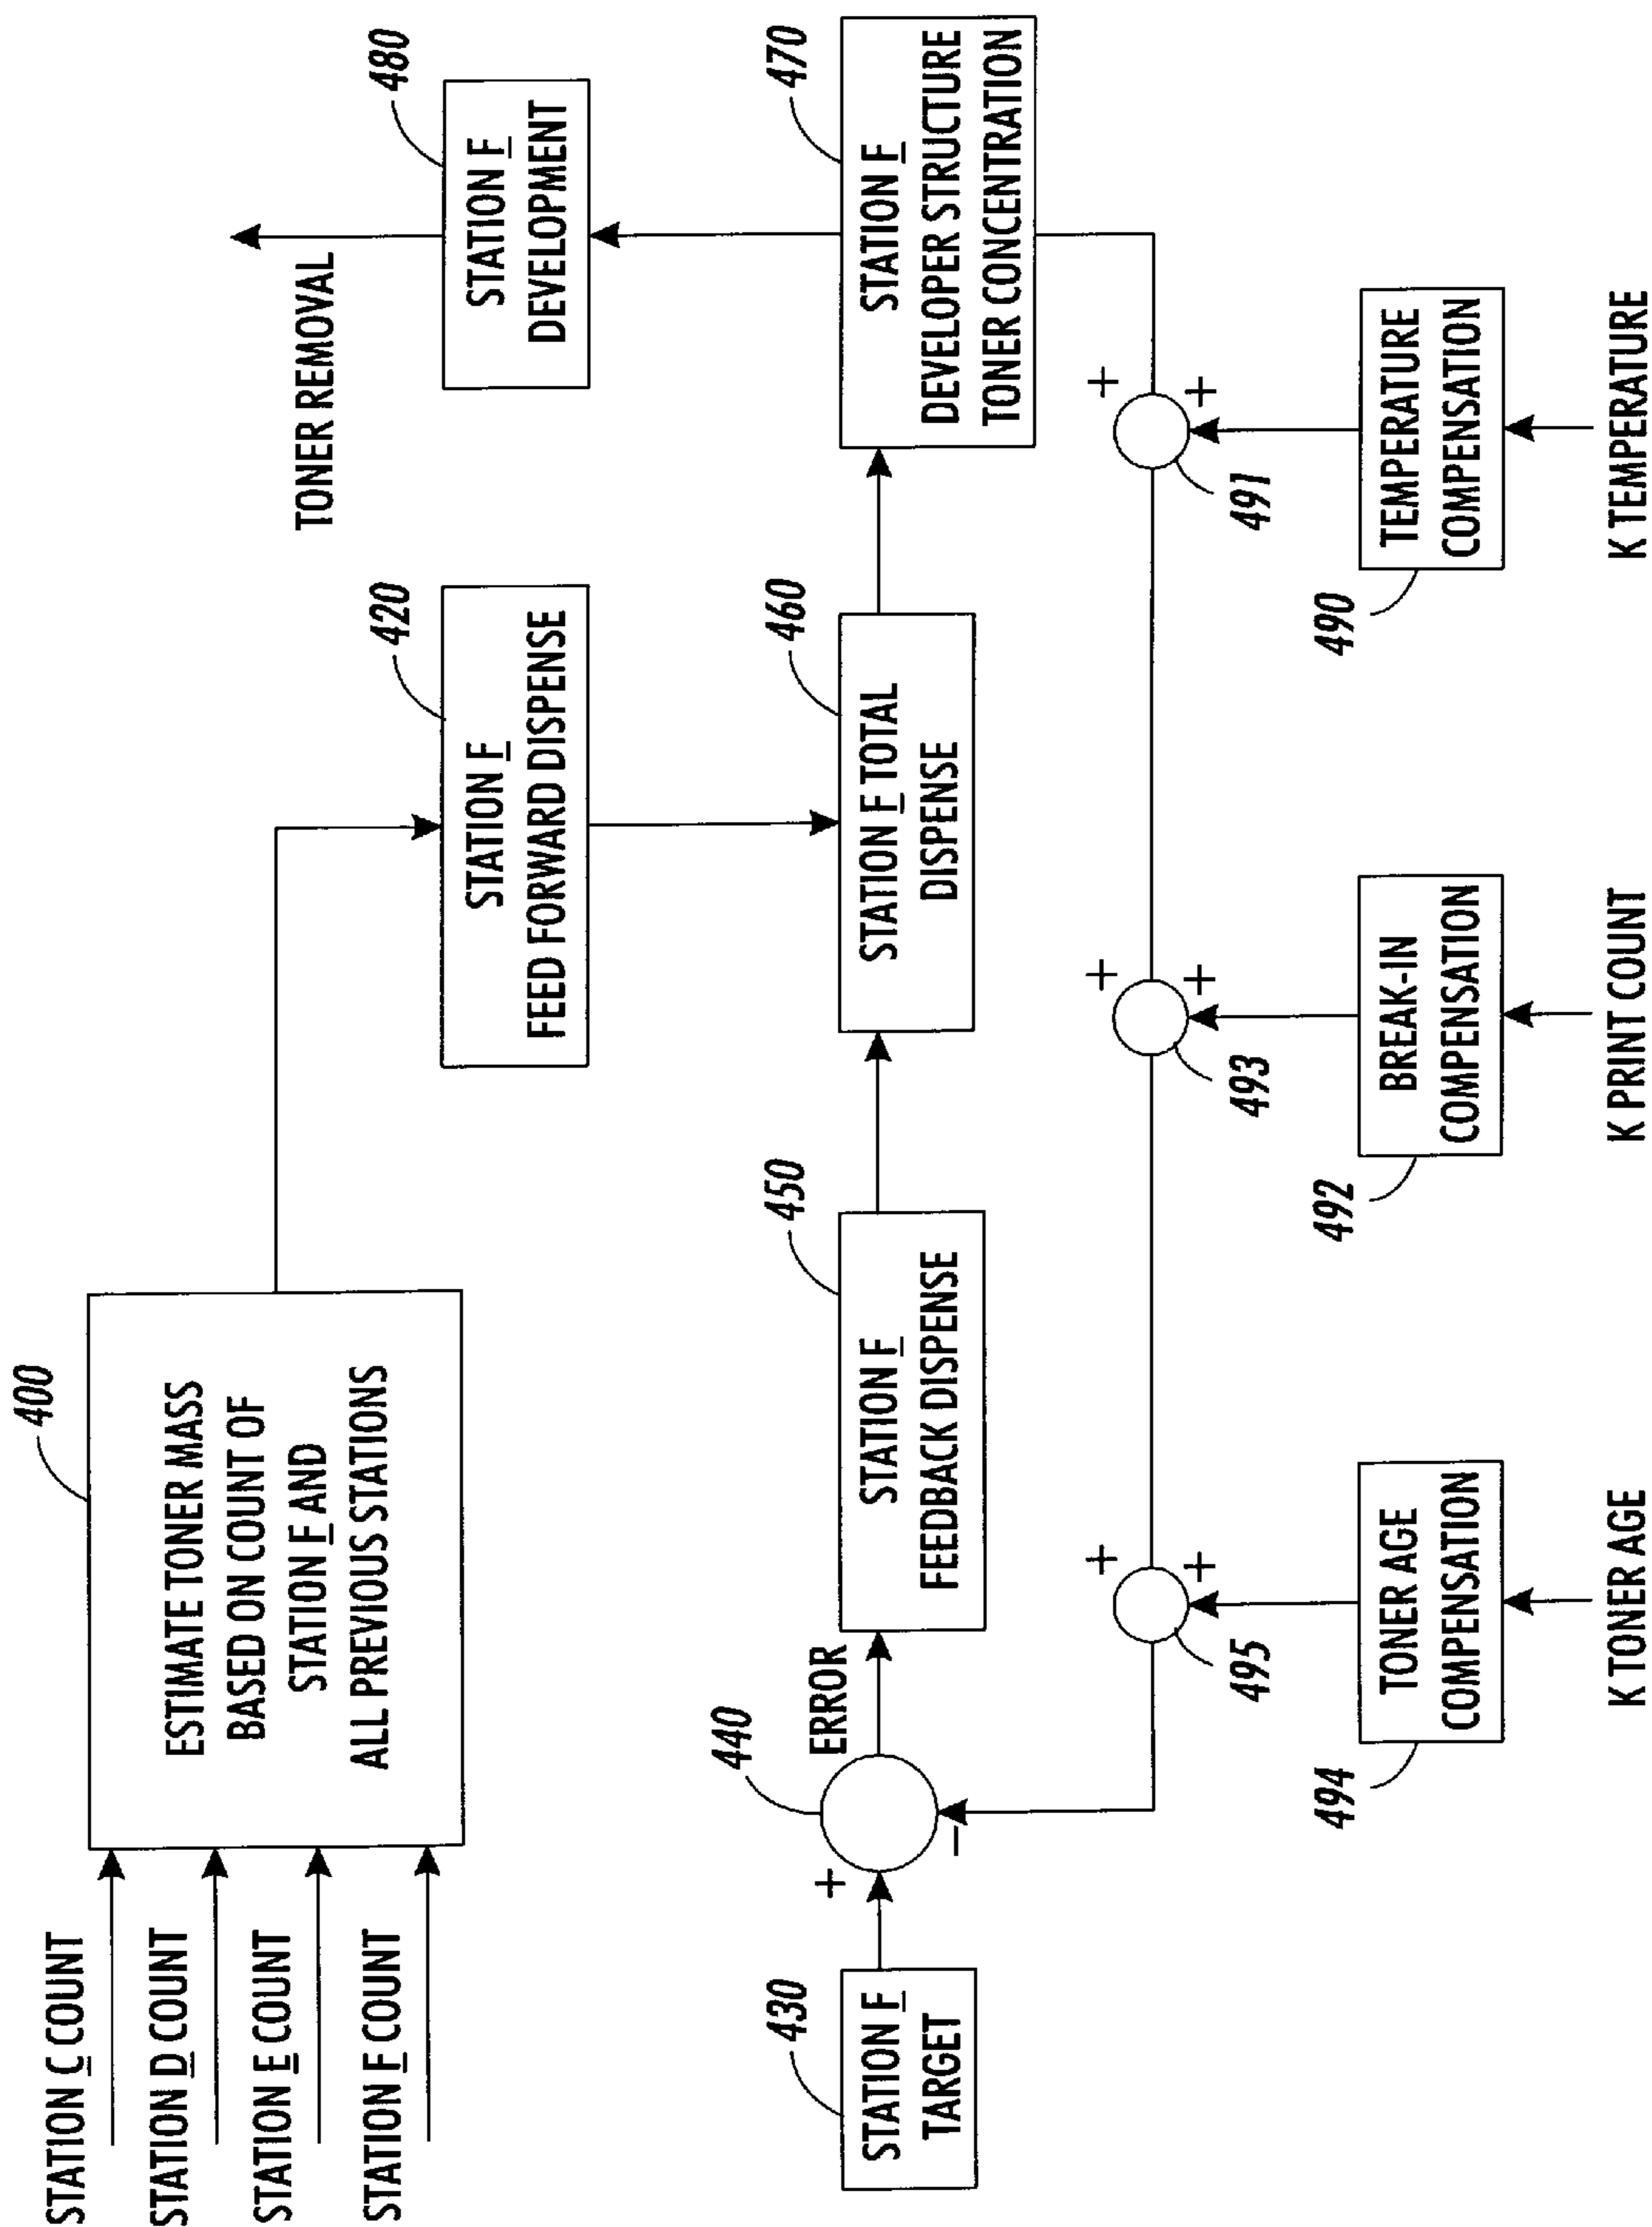 STATION C COUNT
STATION D COUNT
STATION E COUNT
STATION F COUNT
400
ESTIMATE TONER MASS
BASED ON COUNT OF
STATION F AND
ALL PREVIOUS STATIONS
420
STATION F
FEED FORWARD DISPENSE
TONER REMOVAL
480
STATION F
DEVELOPMENT
430
STATION F
TARGET
+
-
440
ERROR
450
STATION F
FEEDBACK DISPENSE
460
STATION F TOTAL
DISPENSE
470
STATION F
DEVELOPER STRUCTURE
TONER CONCENTRATION
+
+
495
+
+
493
+
+
491
494
TONER AGE
COMPENSATION
K TONER AGE
492
BREAK-IN
COMPENSATION
K PRINT COUNT
490
TEMPERATURE
COMPENSATION
K TEMPERATURE